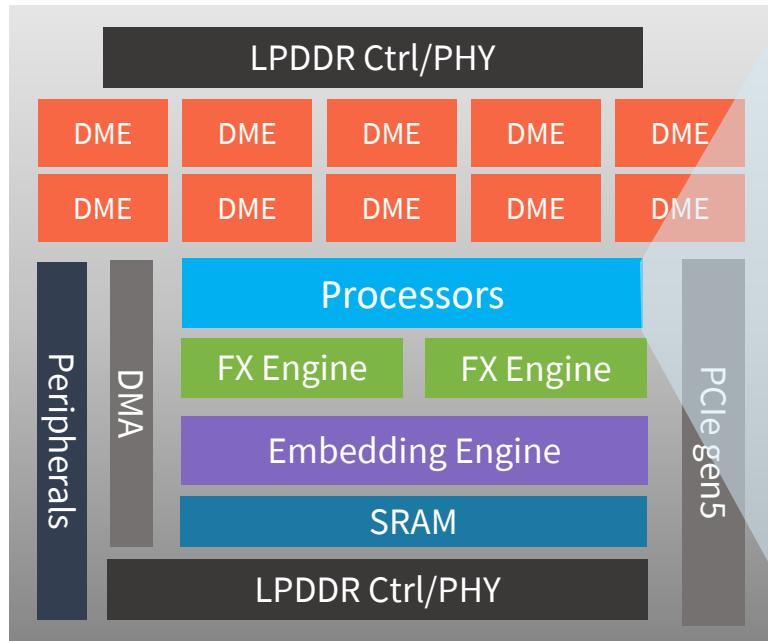 LPDDR Ctrl/PHY
DME
DME
DME
DME
DME
DME
DME
DME
DME
DME
Peripherals
DMA
Processors
FX Engine
FX Engine
Embedding Engine
SRAM
PCIe gen5
LPDDR Ctrl/PHY